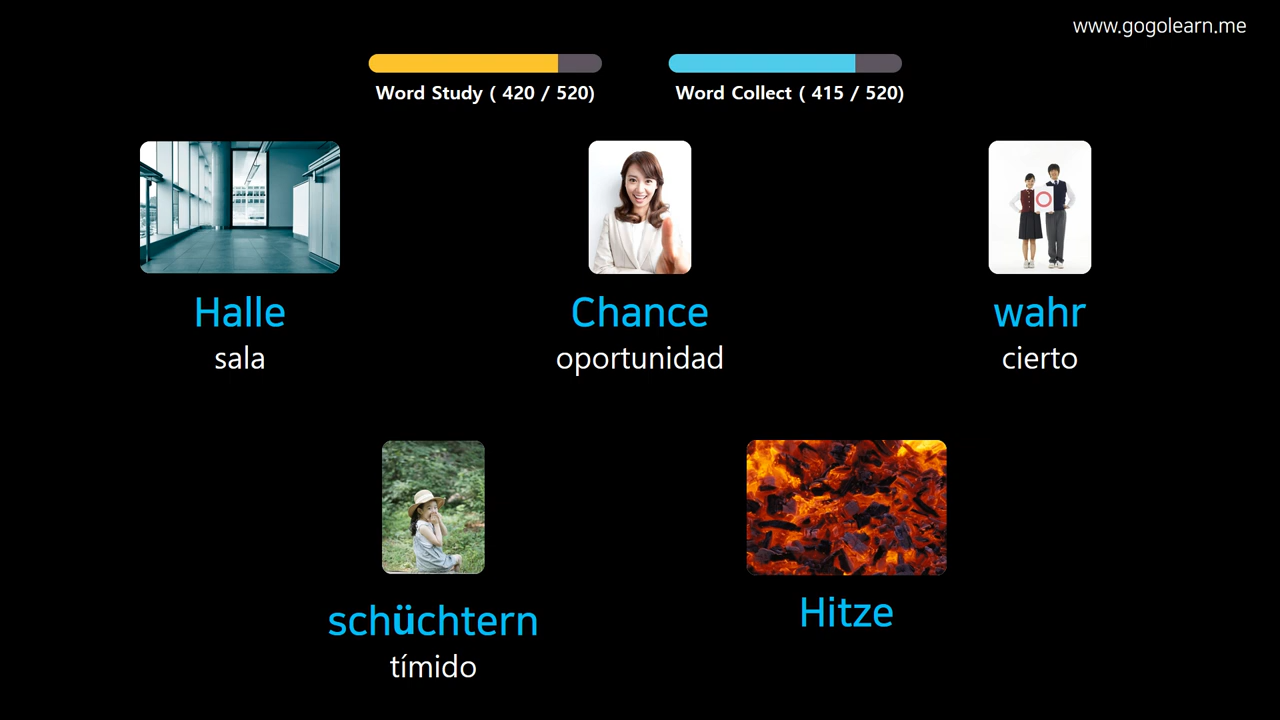 www.gogolearn.me
Word Study ( 420 / 520)
Word Collect ( 415 / 520)
Halle
sala
Chance
oportunidad
wahr
cierto
schüchtern
tímido
Hitze